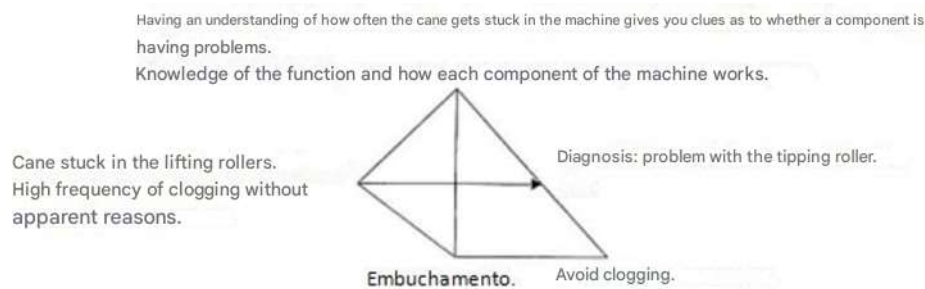 Having an understanding of how often the cane gets stuck in the machine gives you clues as to whether a component is
having problems.
Knowledge of the function and how each component of the machine works.
Cane stuck in the lifting rollers.
High frequency of clogging without
apparent reasons.
Diagnosis: problem with the tipping roller.
Embuchamento.
Avoid clogging.